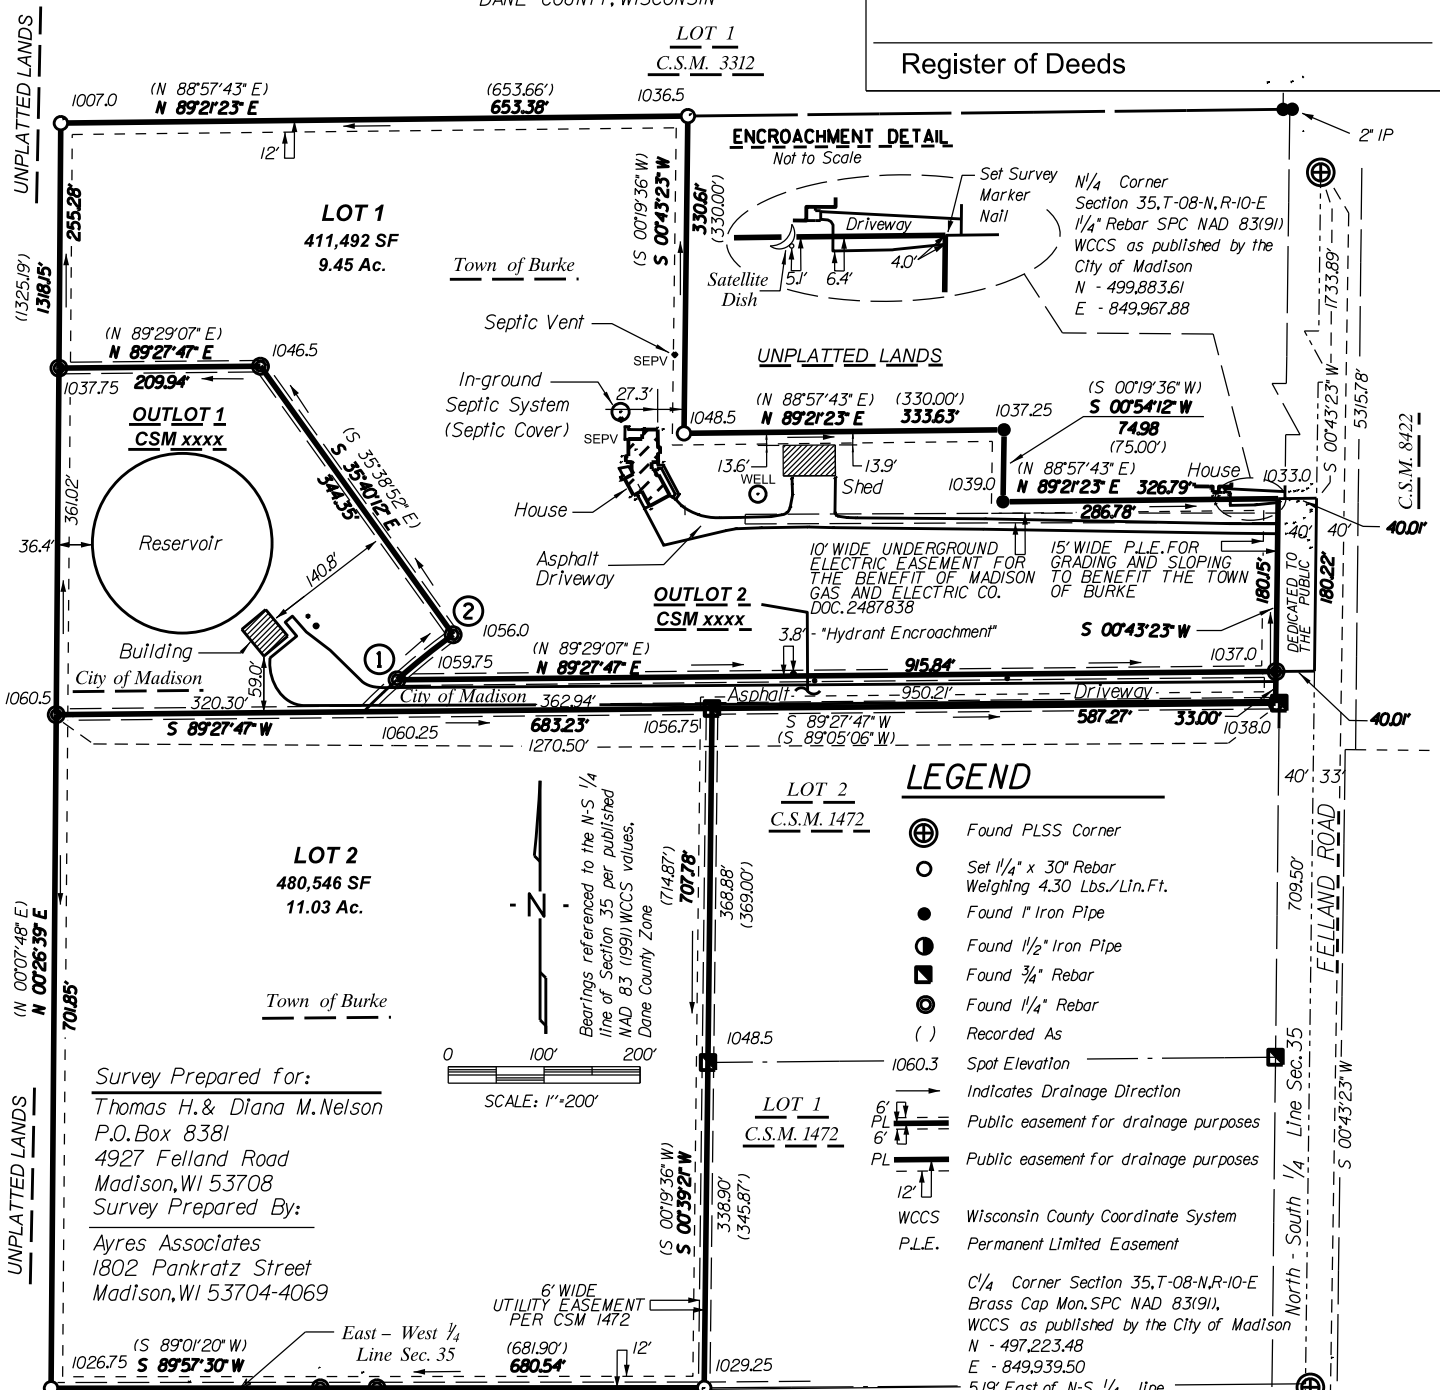 DANE COUNTY, WISCONSIN
Register of Deeds
LOT 1
C.S.M. 3312
UNPLATTED LANDS
1007.0
(N 88°57'43" E)
N 89°21'23" E
(653.66')
653.38'
1036.5
12'
2" IP
ENCROACHMENT DETAIL
Not to Scale
Set Survey
Marker
Nail
Driveway
4.0'
Satellite
Dish
5.1'
6.4'
N1/4 Corner
Section 35, T-08-N, R-10-E
1 1/4" Rebar SPC NAD 83(91)
WCCS as published by the
City of Madison
N - 499,883.61
E - 849,967.88
LOT 1
411,492 SF
9.45 Ac.
Town of Burke
255.28'
(1325.19')
1318.15'
(S 00°19'36" W)
S 00°43'23" W
330.61'
(330.00')
S 00°43'23" W 1733.89'
5315.78'
C.S.M. 8422
Septic Vent
SEPV
UNPLATTED LANDS
(N 89°29'07" E)
N 89°27'47" E
1046.5
1037.75
209.94'
In-ground
Septic System
(Septic Cover)
27.3'
SEPV
1048.5
(N 88°57'43" E) (330.00')
N 89°21'23" E 333.63'
1037.25
(S 00°19'36" W)
S 00°54'12" W
74.98
(75.00')
OUTLOT 1
CSM xxxx
(S 35°38'52" E)
S 35°40'12" E
344.35'
13.6'
13.9'
WELL
Shed
House
1039.0
(N 88°57'43" E)
N 89°21'23" E 326.79'
286.78'
House
1033.0
40' 40'
40.01'
361.02'
36.4'
Reservoir
140.8'
Asphalt
Driveway
10' WIDE UNDERGROUND
ELECTRIC EASEMENT FOR
THE BENEFIT OF MADISON
GAS AND ELECTRIC CO.
DOC. 2487838
15' WIDE P.L.E. FOR
GRADING AND SLOPING
TO BENEFIT THE TOWN
OF BURKE
180.15'
DEDICATED TO
THE PUBLIC
180.22'
OUTLOT 2
CSM xxxx
3.8' - "Hydrant Encroachment"
S 00°43'23" W
2
1056.0
1
1059.75
(N 89°29'07" E)
N 89°27'47" E
915.84'
1037.0
Building
City of Madison
59.0'
1060.5
320.30'
City of Madison
362.94'
Asphalt
950.21'
Driveway
S 89°27'47" W
1060.25
683.23'
1056.75
S 89°27'47" W
(S 89°05'06" W)
587.27'
33.00'
1038.0
40.01'
1270.50'
40' 33'
LOT 2
C.S.M. 1472
LOT 2
480,546 SF
11.03 Ac.
Town of Burke
(N 00°07'48" E)
N 00°26'39" E
701.85'
UNPLATTED LANDS
- N -
Bearings referenced to the N-S 1/4
line of Section 35 per published
NAD 83 (1991) WCCS values,
Dane County Zone
(714.87')
707.78'
368.88'
(369.00')
0 100' 200'
SCALE: 1"=200'
1048.5
LOT 1
C.S.M. 1472
(S 00°19'36" W)
S 00°39'21" W
338.90'
(345.87')
LEGEND
Found PLSS Corner
Set 1 1/4" x 30" Rebar
Weighing 4.30 Lbs./Lin.Ft.
Found 1" Iron Pipe
Found 1 1/2" Iron Pipe
Found 3/4" Rebar
Found 1 1/4" Rebar
( ) Recorded As
1060.3 Spot Elevation
Indicates Drainage Direction
6'
PL Public easement for drainage purposes
6'
PL Public easement for drainage purposes
12'
WCCS Wisconsin County Coordinate System
P.L.E. Permanent Limited Easement
709.50'
FELLAND ROAD
North - South 1/4 Line Sec. 35
S 00°43'23" W
Survey Prepared for:
Thomas H. & Diana M. Nelson
P.O. Box 8381
4927 Felland Road
Madison, WI 53708
Survey Prepared By:
Ayres Associates
1802 Pankratz Street
Madison, WI 53704-4069
6' WIDE
UTILITY EASEMENT
PER CSM 1472
C1/4 Corner Section 35, T-08-N, R-10-E
Brass Cap Mon. SPC NAD 83(91),
WCCS as published by the City of Madison
N - 497,223.48
E - 849,939.50
5.19' East of N-S 1/4 line
1026.75
(S 89°01'20" W)
S 89°57'30" W
East – West 1/4
Line Sec. 35
(681.90')
680.54'
12'
1029.25